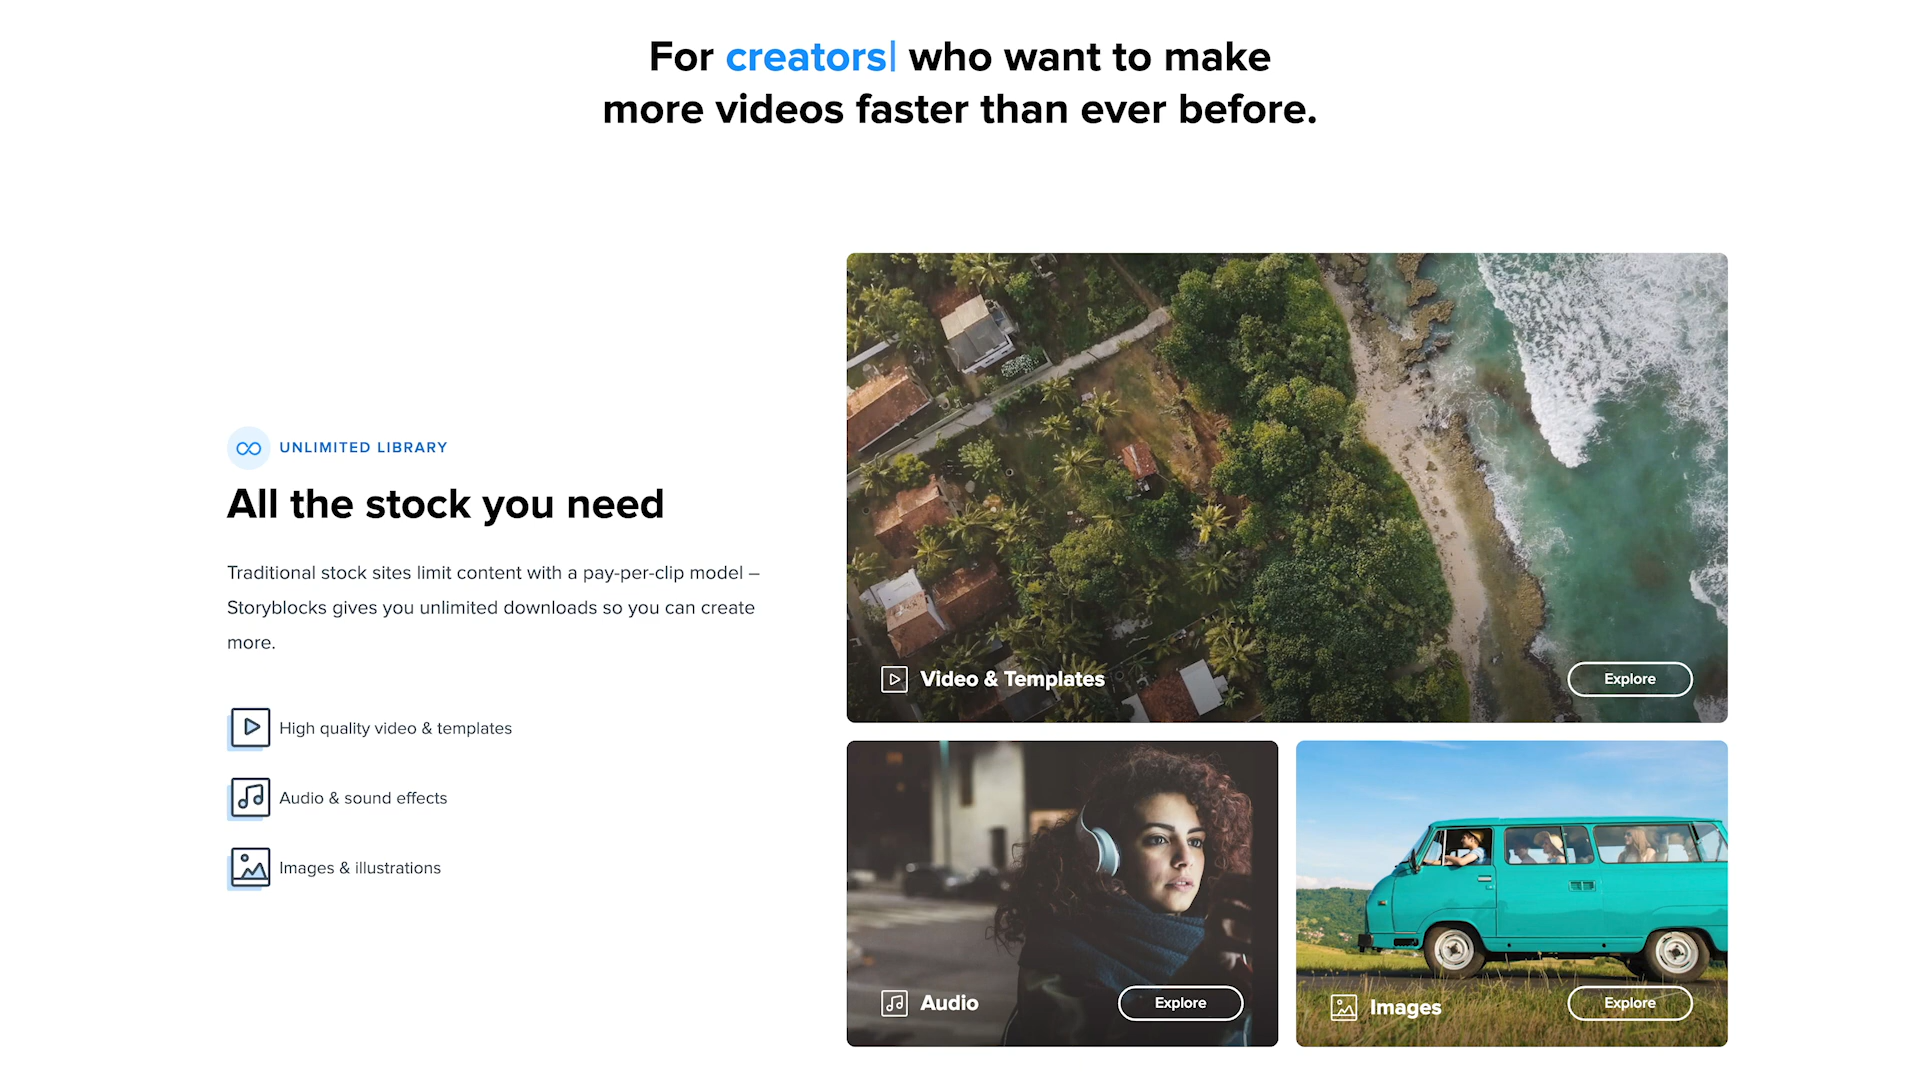 For creators who want to make
more videos faster than ever before.
UNLIMITED LIBRARY
All the stock you need
Traditional stock sites limit content with a pay-per-clip model –
Storyblocks gives you unlimited downloads so you can create
more.
High quality video & templates
Audio & sound effects
Images & illustrations
Video & Templates
Explore
Audio
Explore
Images
Explore